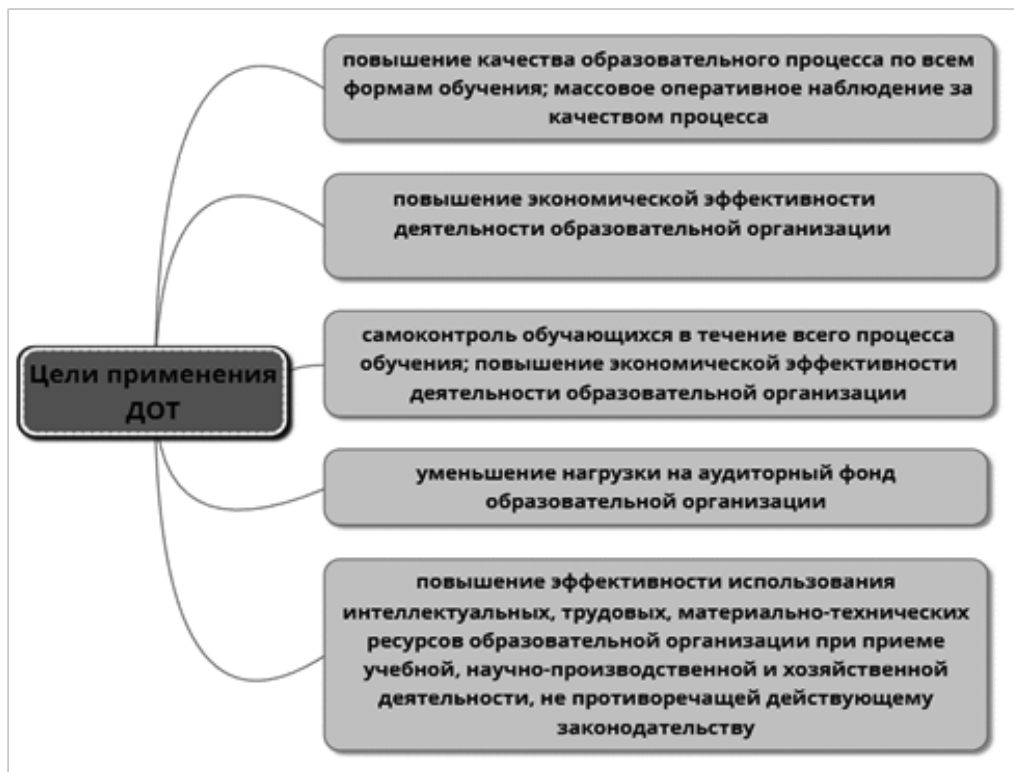 повышение качества образовательного процесса по всем
формам обучения; массовое оперативное наблюдение за
качеством процесса
повышение экономической эффективности
деятельности образовательной организации
самоконтроль обучающихся в течение всего процесса
обучения; повышение экономической эффективности
деятельности образовательной организации
Цели применения
ДОТ
уменьшение нагрузки на аудиторный фонд
образовательной организации
повышение эффективности использования
интеллектуальных, трудовых, материально-технических
ресурсов образовательной организации при приеме
учебной, научно-производственной и хозяйственной
деятельности, не противоречащей действующему
законодательству